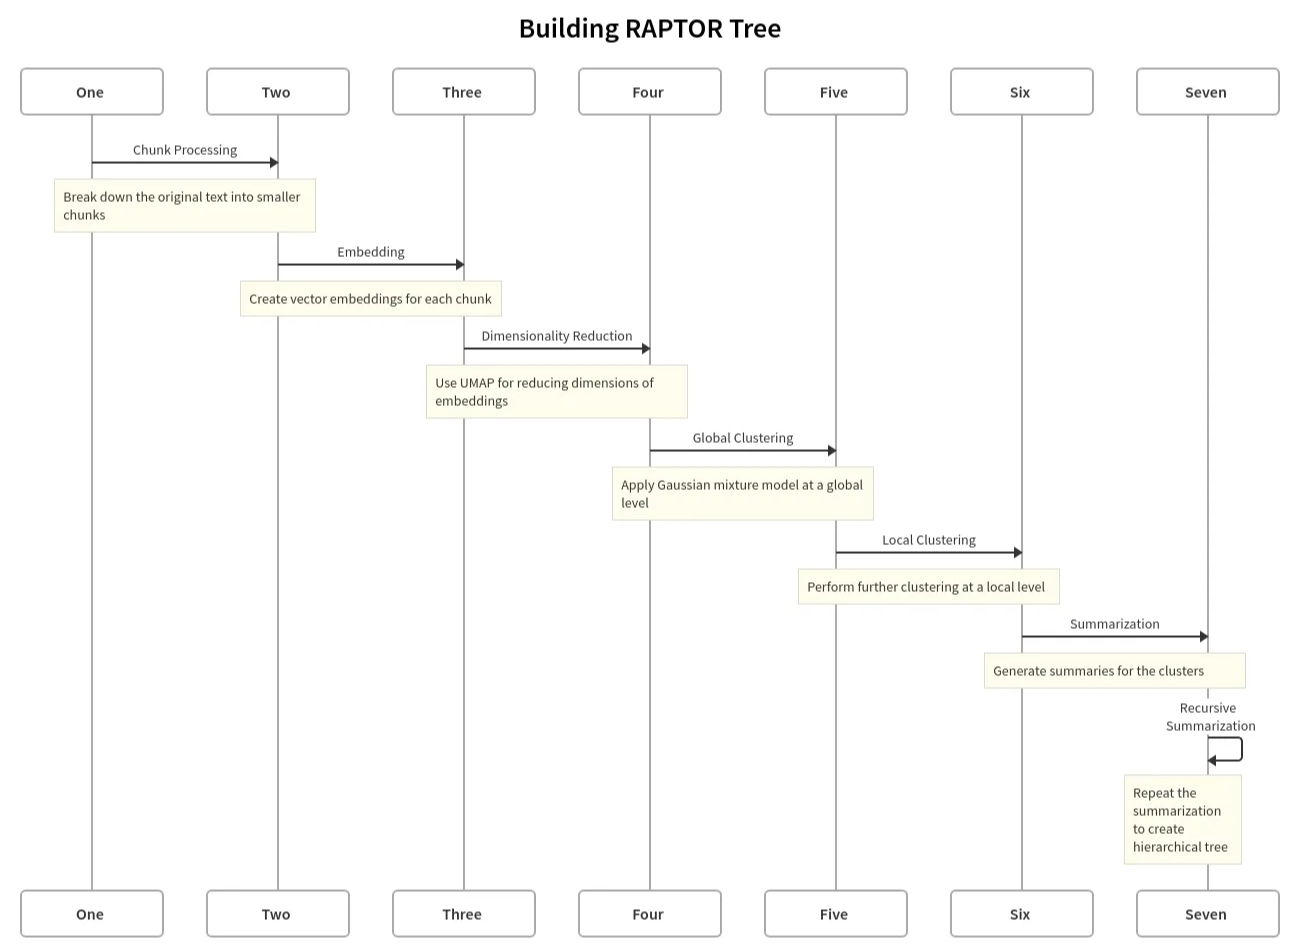 Building RAPTOR Tree
One
Two
Three
Four
Five
Six
Seven
Chunk Processing
Break down the original text into smaller
chunks
Embedding
Create vector embeddings for each chunk
Dimensionality Reduction
Use UMAP for reducing dimensions of
embeddings
Global Clustering
Apply Gaussian mixture model at a global
level
Local Clustering
Perform further clustering at a local level
Summarization
Generate summaries for the clusters
Recursive
Summarization
Repeat the
summarization
to create
hierarchical tree
One
Two
Three
Four
Five
Six
Seven